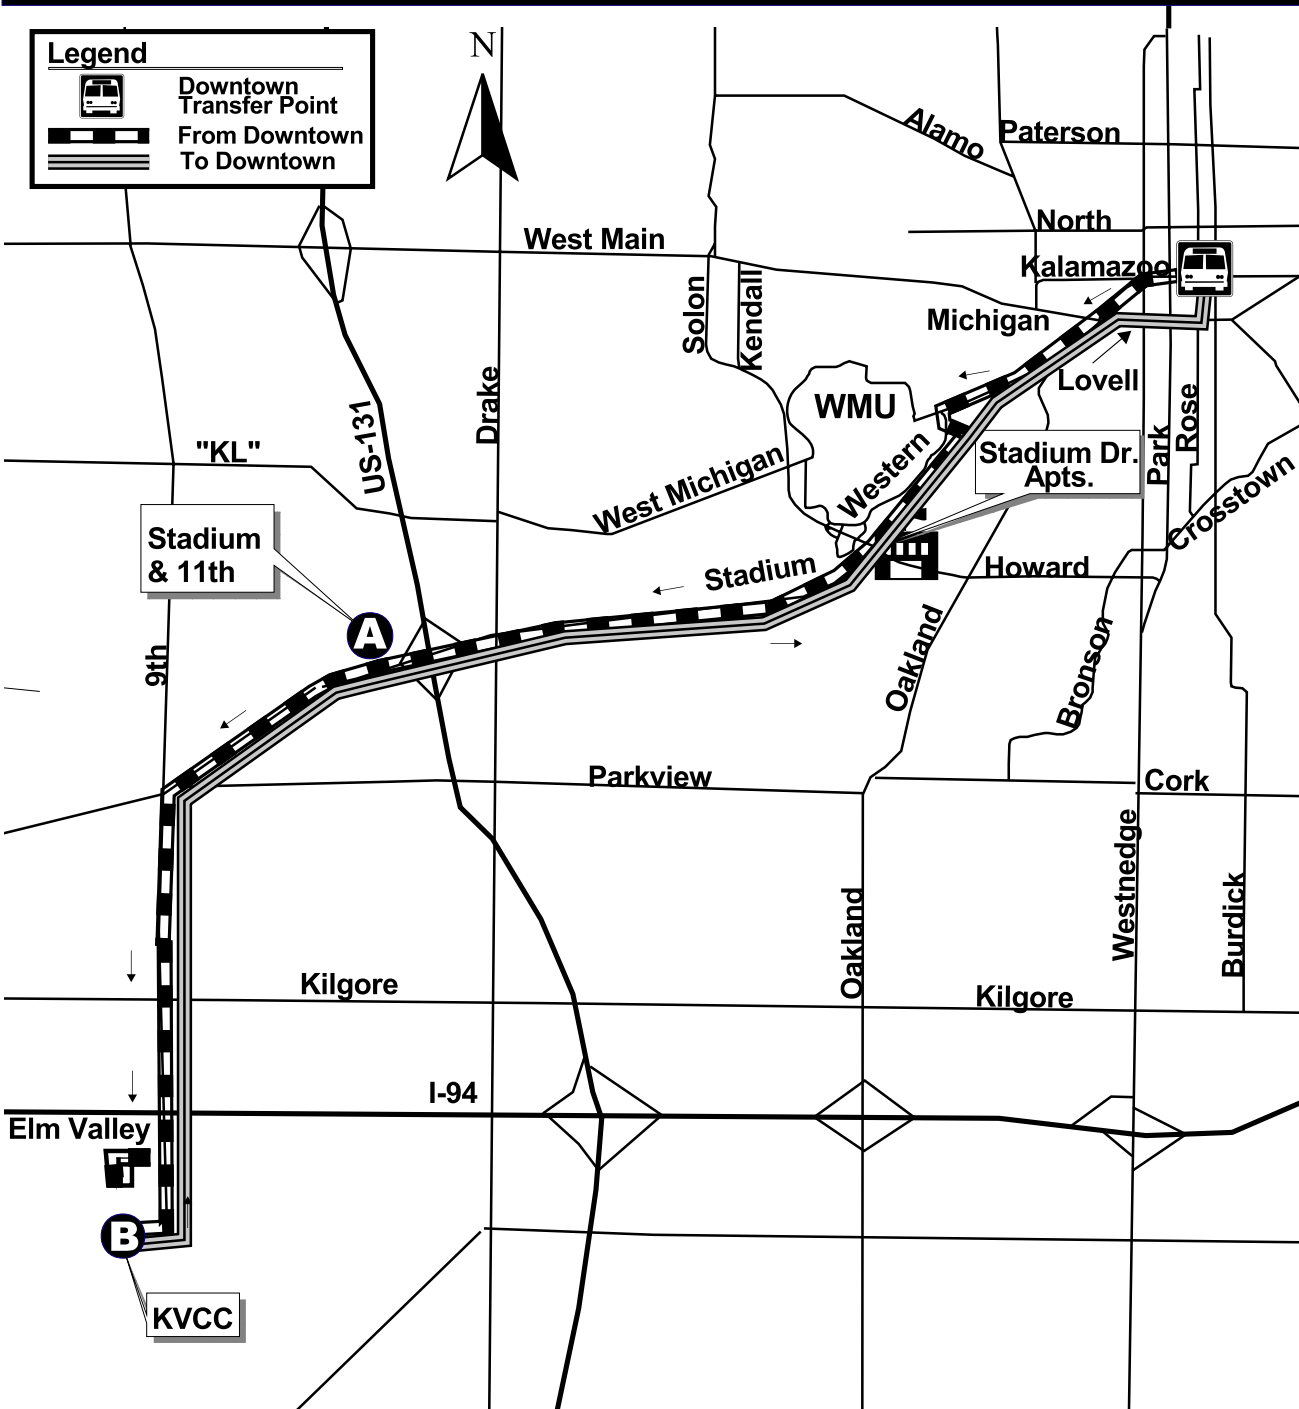 Legend
Downtown
Transfer Point
From Downtown
To Downtown
N
Alamo
Paterson
North
West Main
Kalamazoo
Solon
Kendall
Michigan
Drake
Lovell
US-131
WMU
Rose
Park
"KL"
Western
Stadium Dr.
Apts.
West Michigan
Crosstown
Stadium
& 11th
Stadium
Howard
A
9th
Oakland
Bronson
Parkview
Cork
Westnedge
Burdick
Oakland
Kilgore
Kilgore
I-94
Elm Valley
B
KVCC